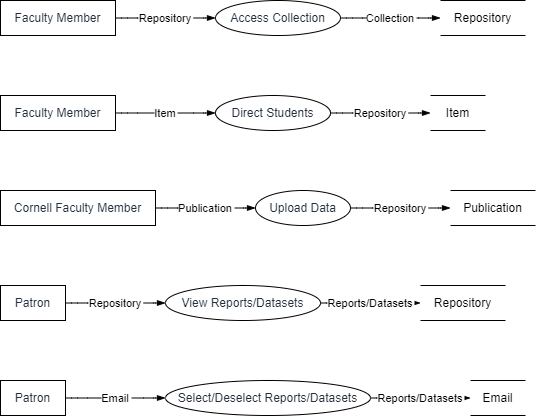 Faculty Member Repository Access Collection Collection Repository
Faculty Member Item Direct Students Repository Item
Cornell Faculty Member Publication Upload Data Repository Publication
Patron Repository View Reports/Datasets Reports/Datasets Repository
Patron Email Select/Deselect Reports/Datasets Reports/Datasets Email